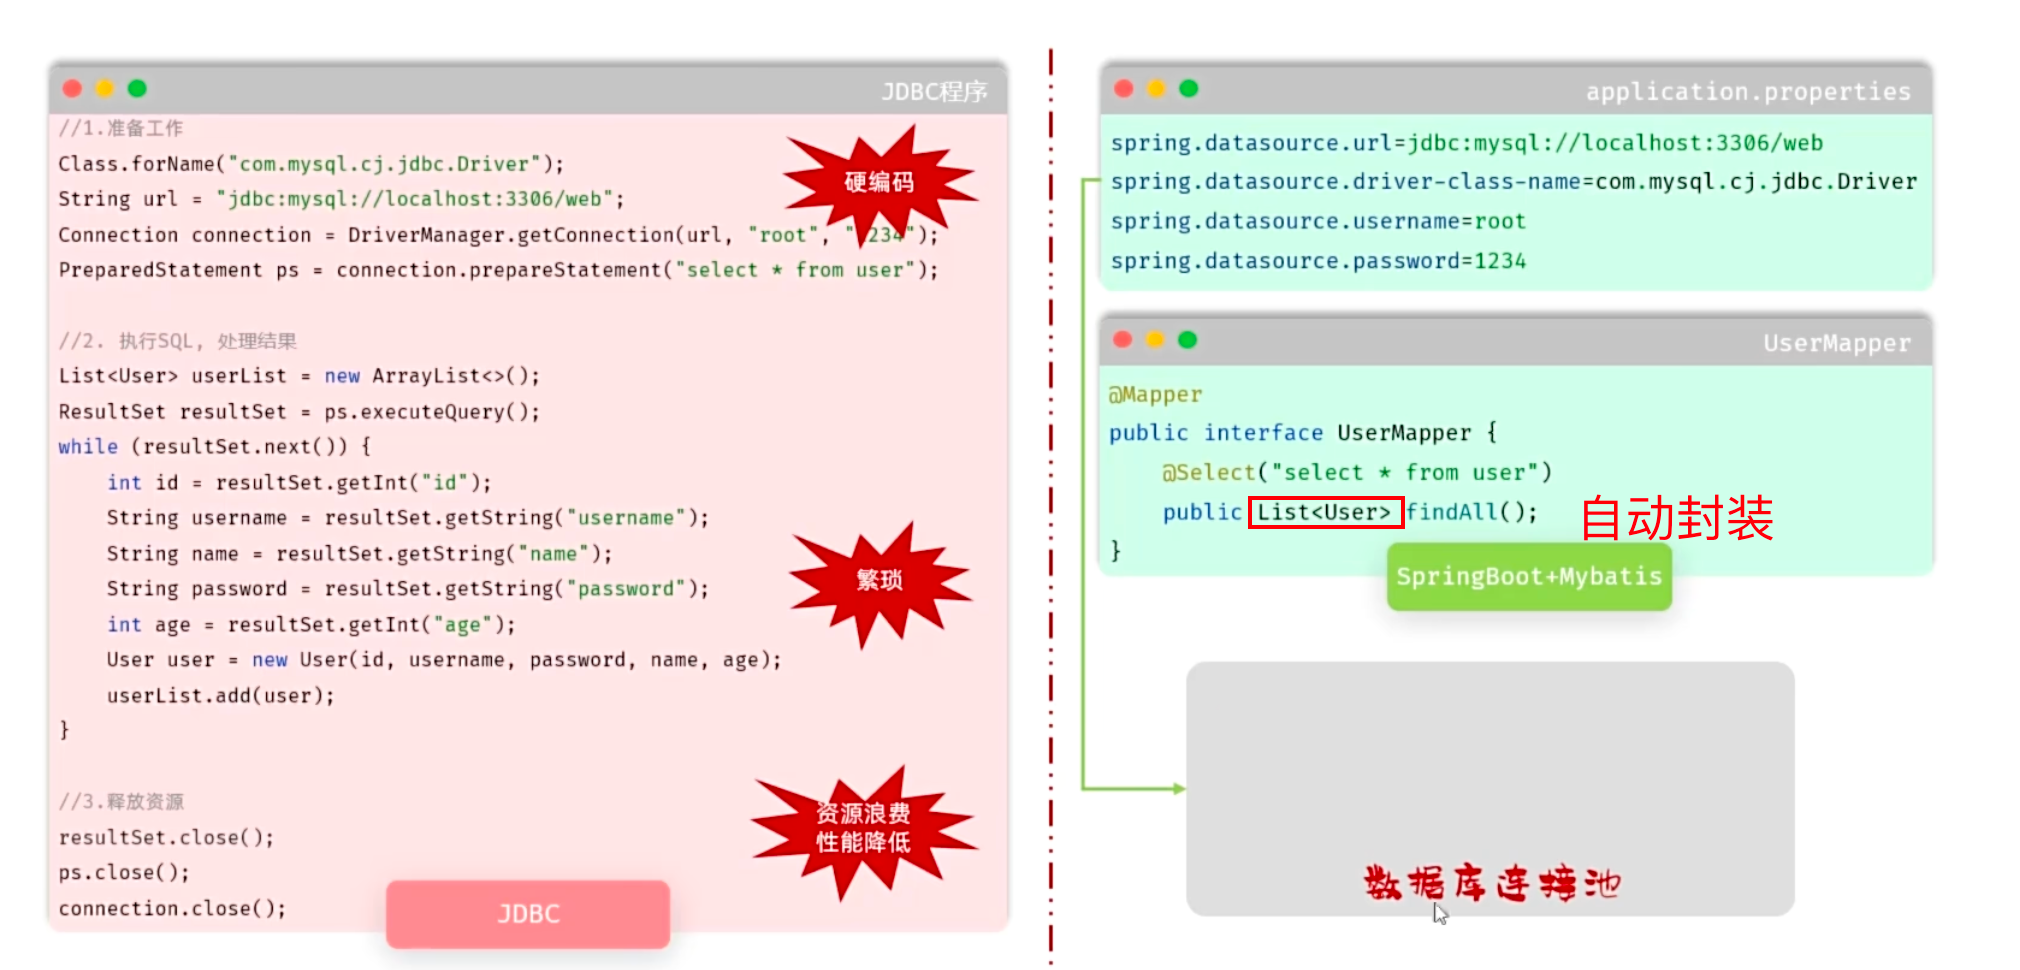 JDBC程序
//1.准备工作
Class.forName("com.mysql.cj.jdbc.Driver");
String url = "jdbc:mysql://localhost:3306/web";
Connection connection = DriverManager.getConnection(url, "root", "234");
PreparedStatement ps = connection.prepareStatement("select * from user");
硬编码
//2. 执行SQL, 处理结果
List<User> userList = new ArrayList<>();
ResultSet resultSet = ps.executeQuery();
while (resultSet.next()) {
int id = resultSet.getInt("id");
String username = resultSet.getString("username");
String name = resultSet.getString("name");
String password = resultSet.getString("password");
int age = resultSet.getInt("age");
User user = new User(id, username, password, name, age);
userList.add(user);
}
繁琐
//3.释放资源
resultSet.close();
ps.close();
connection.close();
资源浪费
性能降低
JDBC
application.properties
spring.datasource.url=jdbc:mysql://localhost:3306/web
spring.datasource.driver-class-name=com.mysql.cj.jdbc.Driver
spring.datasource.username=root
spring.datasource.password=1234
UserMapper
@Mapper
public interface UserMapper {
@Select("select * from user")
public List<User> findAll();
}
自动封装
SpringBoot+Mybatis
数据库连接池